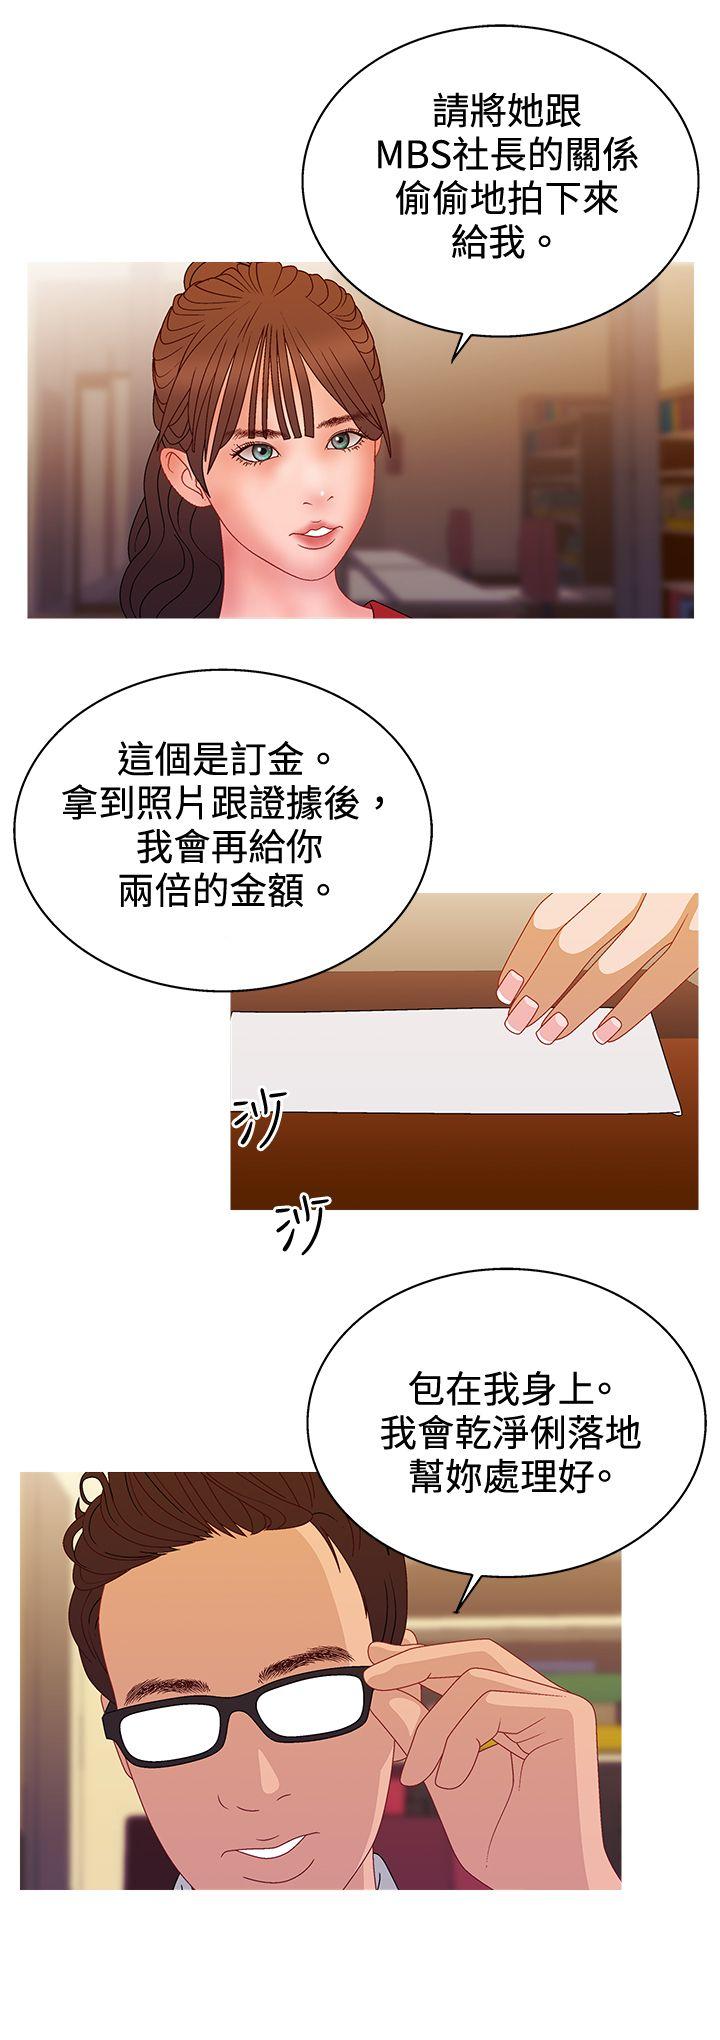 請將她跟
MBS社長的關係
偷偷地拍下來
給我。
這個是訂金。
拿到照片跟證據後，
我會再給你
兩倍的金額。
沙
沙
包在我身上。
我會乾淨俐落地
幫妳處理好。